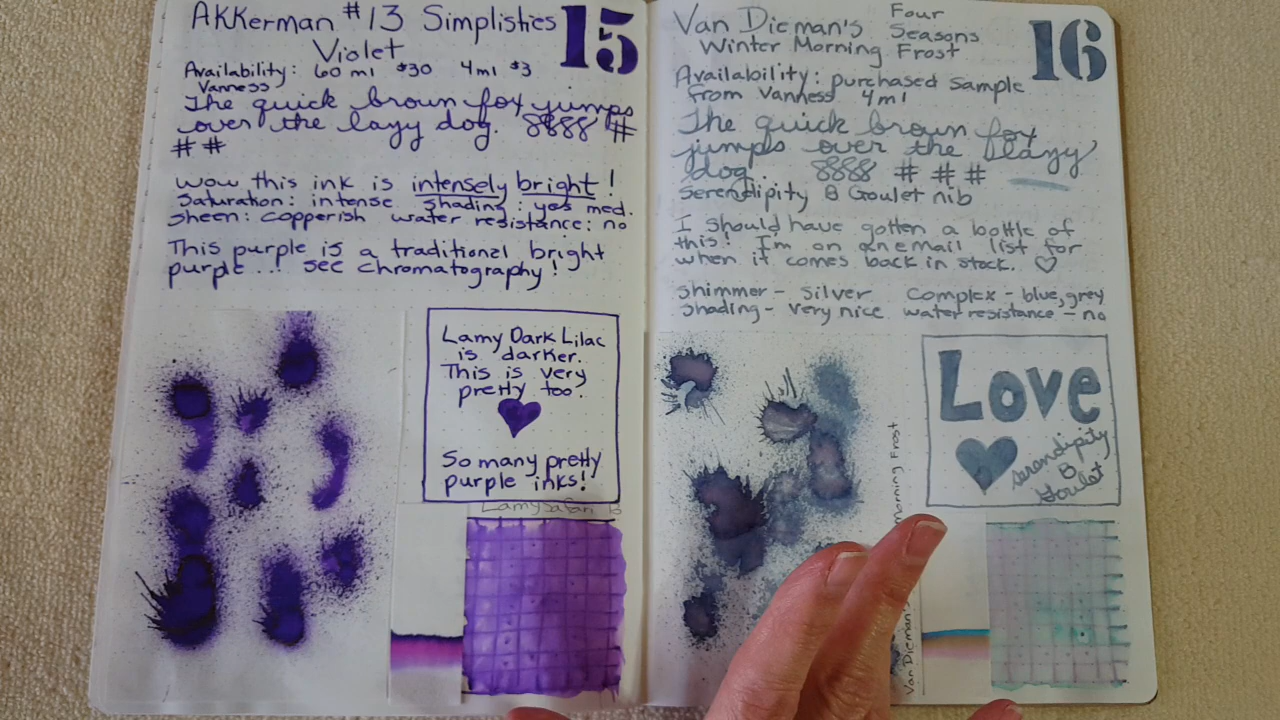 AKKerman #13 Simplistics
Violet
15
Availability: 60 ml $30 4ml $3
Vanness
The quick brown fox jumps
over the lazy dog. 8888 #
# #
wow this ink is intensely bright!
Saturation: intense shading: yes med.
sheen: copperish water resistance: no
This purple is a traditional bright
purple... see chromatography!
Lamy Dark Lilac
is darker.
This is very
pretty too.
So many pretty
purple inks!
Lamy Safari B
Van Dieman's Four
Seasons
Winter Morning Frost
16
Availability: purchased sample
from Vanness 4ml
The quick brown fox
jumps over the lazy
dog. 8888 # # #
Serendipity B Goulet nib
I should have gotten a bottle of
this! I'm on an email list for
when it comes back in stock. ♡
shimmer - silver complex - blue, grey
shading - very nice water resistance - no
Love
Serendipity
B
Goulet
Van Dieman's
Morning Frost